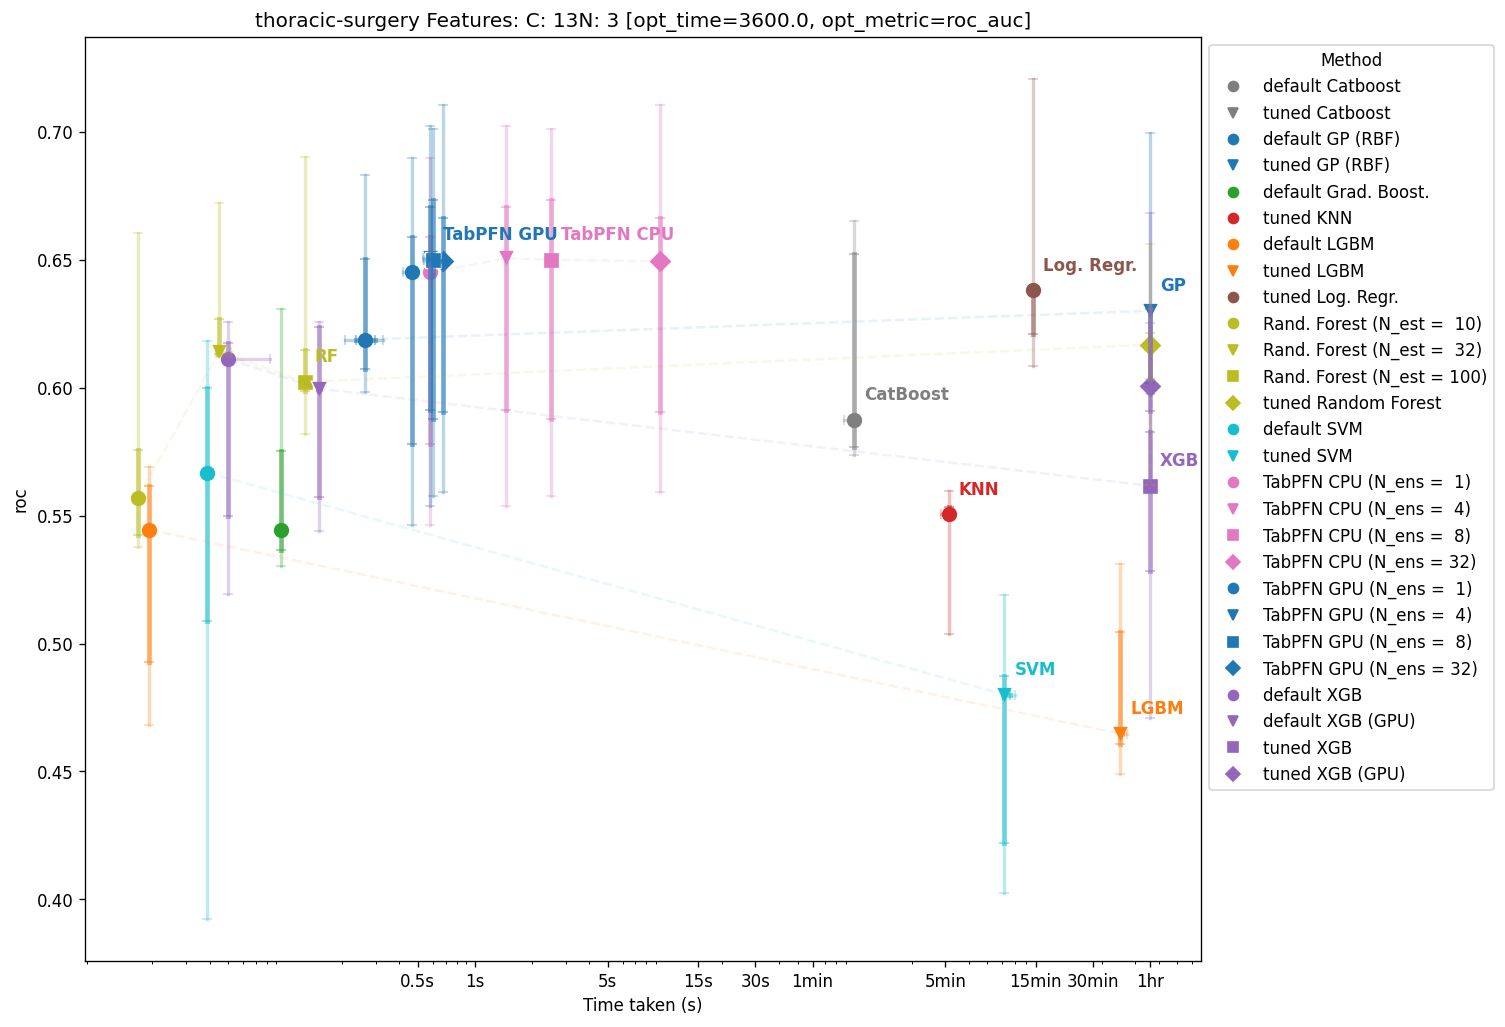 thoracic-surgery Features: C: 13N: 3 [opt_time=3600.0, opt_metric=roc_auc]
roc
0.70
0.65
0.60
0.55
0.50
0.45
0.40
TabPFN GPU
TabPFN CPU
Log. Regr.
GP
RF
CatBoost
XGB
KNN
SVM
LGBM
0.5s
1s
5s
15s
30s
1min
5min
15min
30min
1hr
Time taken (s)
Method
default Catboost
tuned Catboost
default GP (RBF)
tuned GP (RBF)
default Grad. Boost.
tuned KNN
default LGBM
tuned LGBM
tuned Log. Regr.
Rand. Forest (N_est =  10)
Rand. Forest (N_est =  32)
Rand. Forest (N_est = 100)
tuned Random Forest
default SVM
tuned SVM
TabPFN CPU (N_ens =  1)
TabPFN CPU (N_ens =  4)
TabPFN CPU (N_ens =  8)
TabPFN CPU (N_ens = 32)
TabPFN GPU (N_ens =  1)
TabPFN GPU (N_ens =  4)
TabPFN GPU (N_ens =  8)
TabPFN GPU (N_ens = 32)
default XGB
default XGB (GPU)
tuned XGB
tuned XGB (GPU)